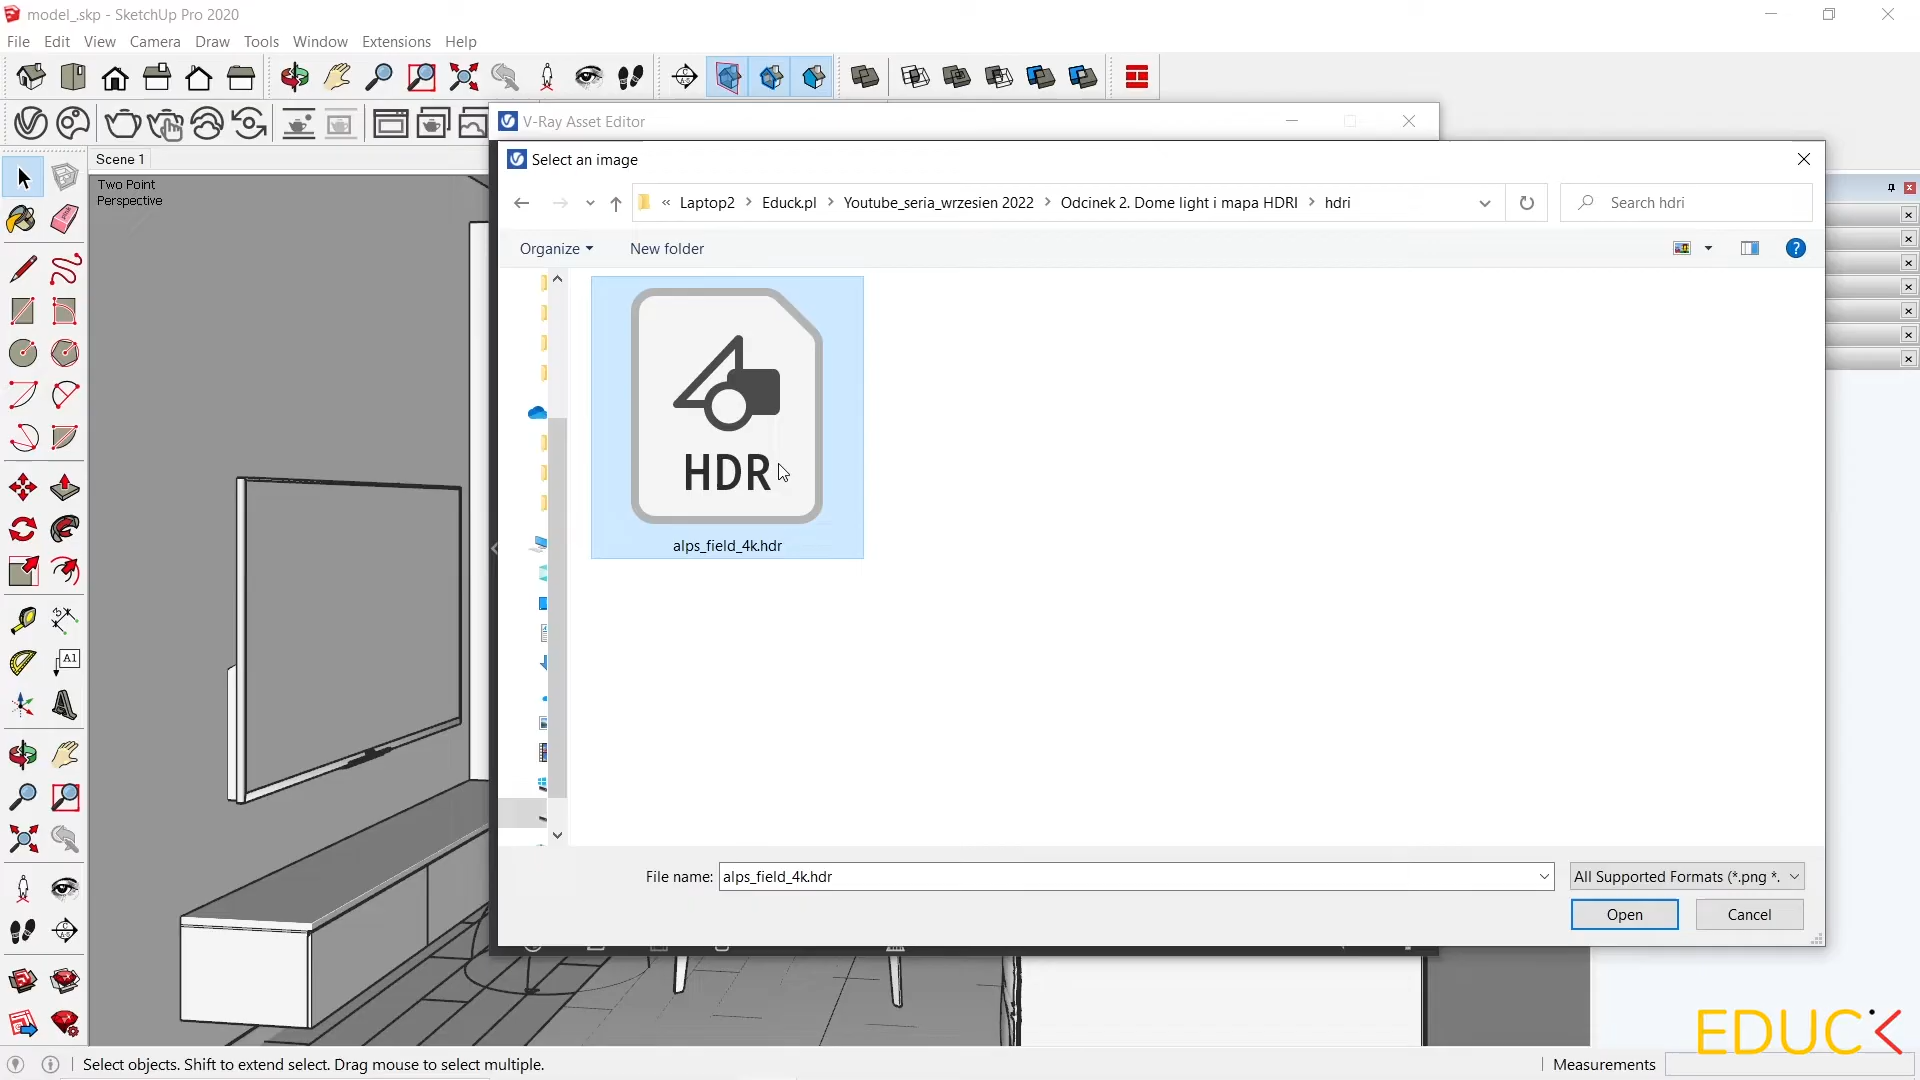 model_.skp - SketchUp Pro 2020
File Edit View Camera Draw Tools Window Extensions Help
V-Ray Asset Editor
Scene 1
Select an image
Two Point
Perspective
« Laptop2 > Educk.pl > Youtube_seria_wrzesien 2022 > Odcinek 2. Dome light i mapa HDRI > hdri
Search hdri
Organize
New folder
?
HDR
alps_field_4k.hdr
A1
File name: alps_field_4k.hdr
All Supported Formats (*.png *.
Open
Cancel
EDUCK
Select objects. Shift to extend select. Drag mouse to select multiple.
Measurements